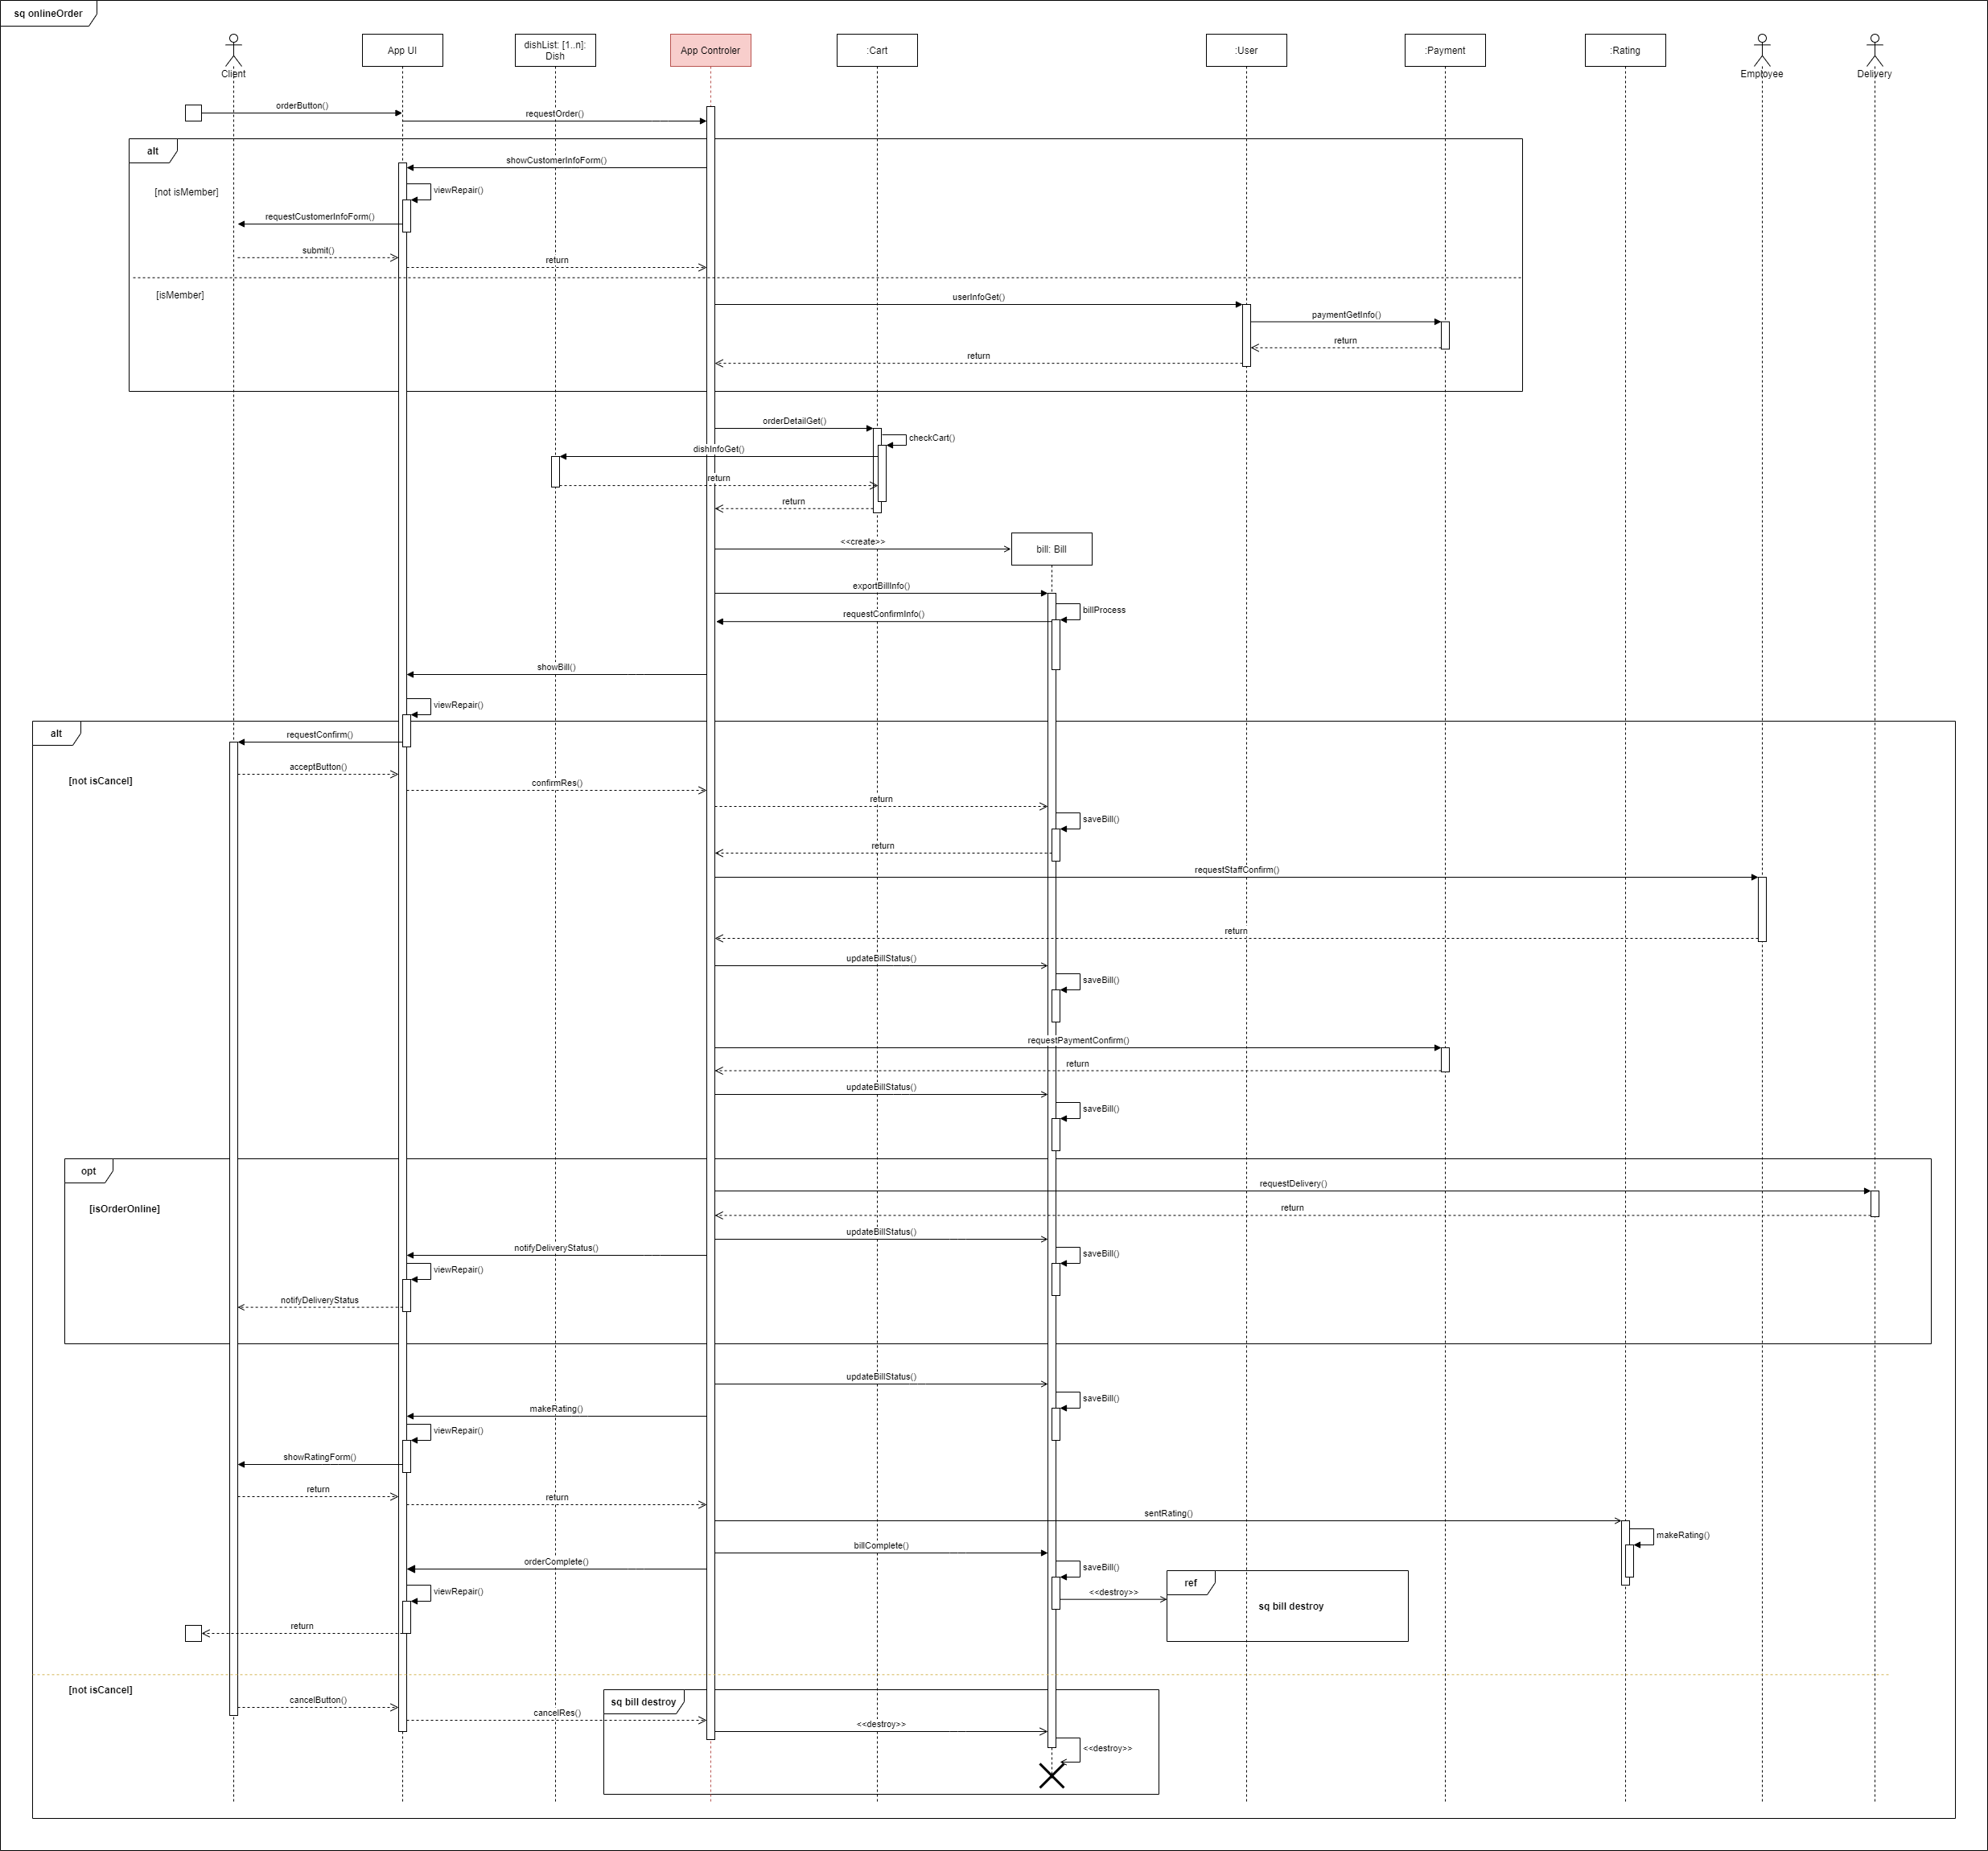 sq onlineOrder
Client
App UI
dishList: [1..n]:
Dish
App Controler
:Cart
:User
:Payment
:Rating
Employee
Delivery
orderButton()
requestOrder()
alt
showCustomerInfoForm()
[not isMember]
viewRepair()
requestCustomerInfoForm()
submit()
return
[isMember]
userInfoGet()
paymentGetInfo()
return
return
orderDetailGet()
checkCart()
dishInfoGet()
return
return
<<create>>
bill: Bill
exportBillInfo()
billProcess
requestConfirmInfo()
showBill()
viewRepair()
alt
requestConfirm()
acceptButton()
[not isCancel]
confirmRes()
return
saveBill()
return
requestStaffConfirm()
return
updateBillStatus()
saveBill()
requestPaymentConfirm()
return
updateBillStatus()
saveBill()
opt
requestDelivery()
[isOrderOnline]
return
updateBillStatus()
notifyDeliveryStatus()
saveBill()
viewRepair()
notifyDeliveryStatus
updateBillStatus()
saveBill()
makeRating()
viewRepair()
showRatingForm()
return
return
sentRating()
makeRating()
billComplete()
orderComplete()
saveBill()
ref
viewRepair()
<<destroy>>
sq bill destroy
return
[not isCancel]
cancelButton()
sq bill destroy
cancelRes()
<<destroy>>
<<destroy>>